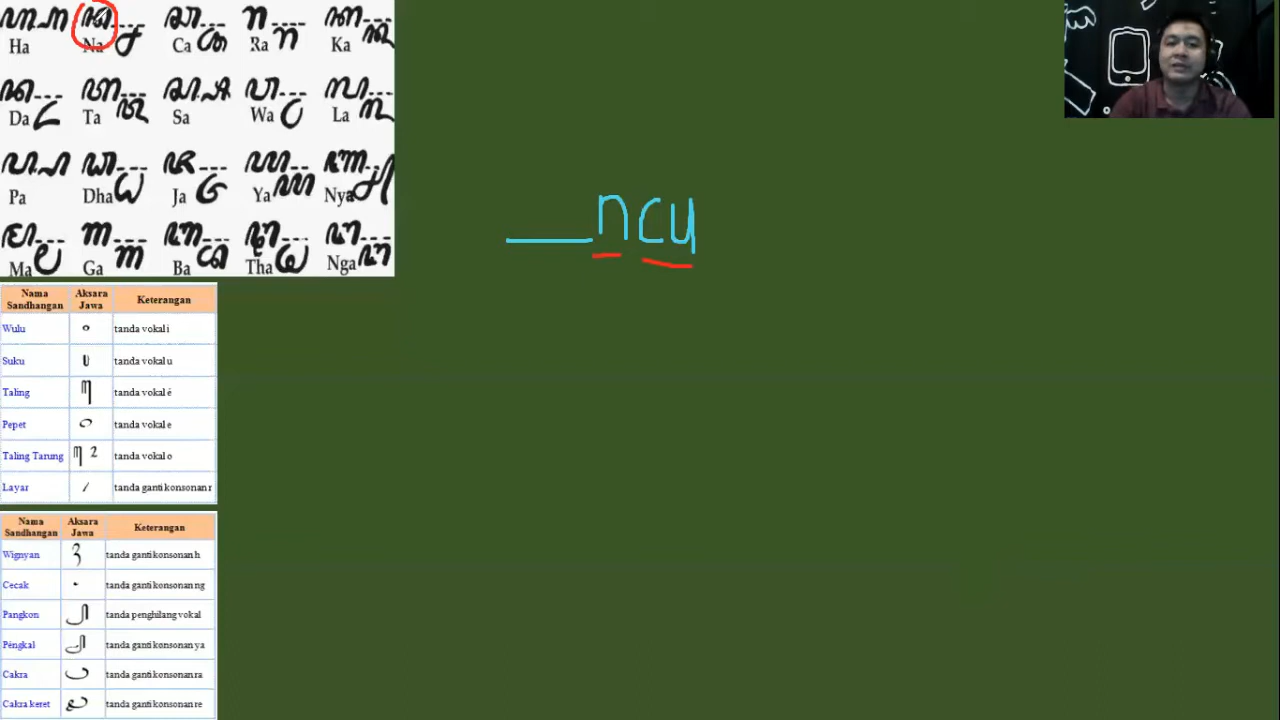 Ha Na Ca Ra Ka
Da Ta Sa Wa La
Pa Dha Ja Ya Nya
Ma Ga Ba Tha Nga
___ncu
Nama Sandhangan Aksara Jawa Keterangan
Wulu tanda vokal i
Suku tanda vokal u
Taling tanda vokal é
Pepet tanda vokal e
Taling Tarung tanda vokal o
Layar tanda ganti konsonan r
Nama Sandhangan Aksara Jawa Keterangan
Wignyan tanda ganti konsonan h
Cecak tanda ganti konsonan ng
Pangkon tanda penghilang vokal
Péngkal tanda ganti konsonan ya
Cakra tanda ganti konsonan ra
Cakra keret tanda ganti konsonan re